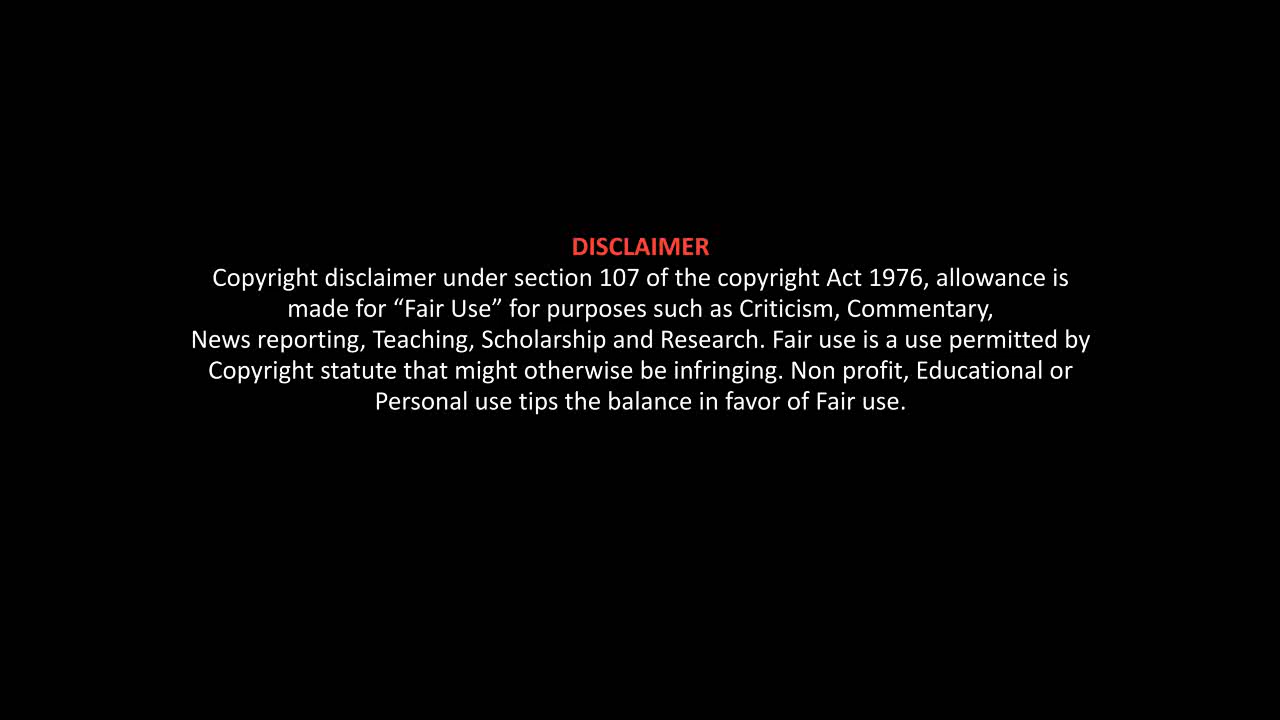 DISCLAIMER
Copyright disclaimer under section 107 of the copyright Act 1976, allowance is
made for “Fair Use” for purposes such as Criticism, Commentary,
News reporting, Teaching, Scholarship and Research. Fair use is a use permitted by
Copyright statute that might otherwise be infringing. Non profit, Educational or
Personal use tips the balance in favor of Fair use.